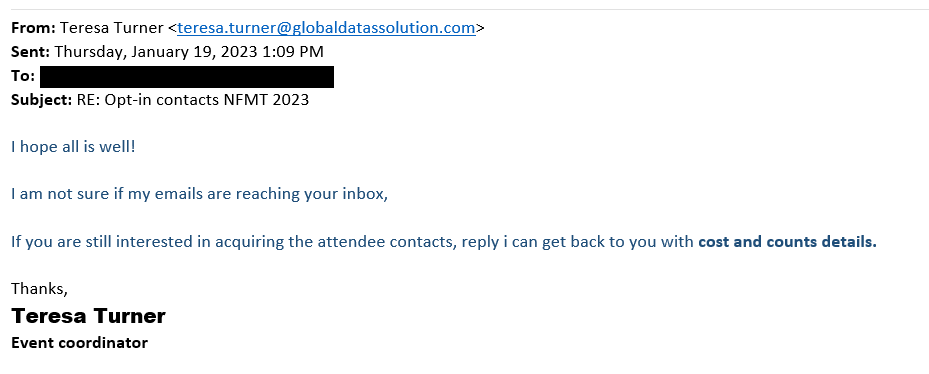 From: Teresa Turner <teresa.turner@globaldatassolution.com>
Sent: Thursday, January 19, 2023 1:09 PM
To:
Subject: RE: Opt-in contacts NFMT 2023
I hope all is well!
I am not sure if my emails are reaching your inbox,
If you are still interested in acquiring the attendee contacts, reply i can get back to you with cost and counts details.
Thanks,
Teresa Turner
Event coordinator